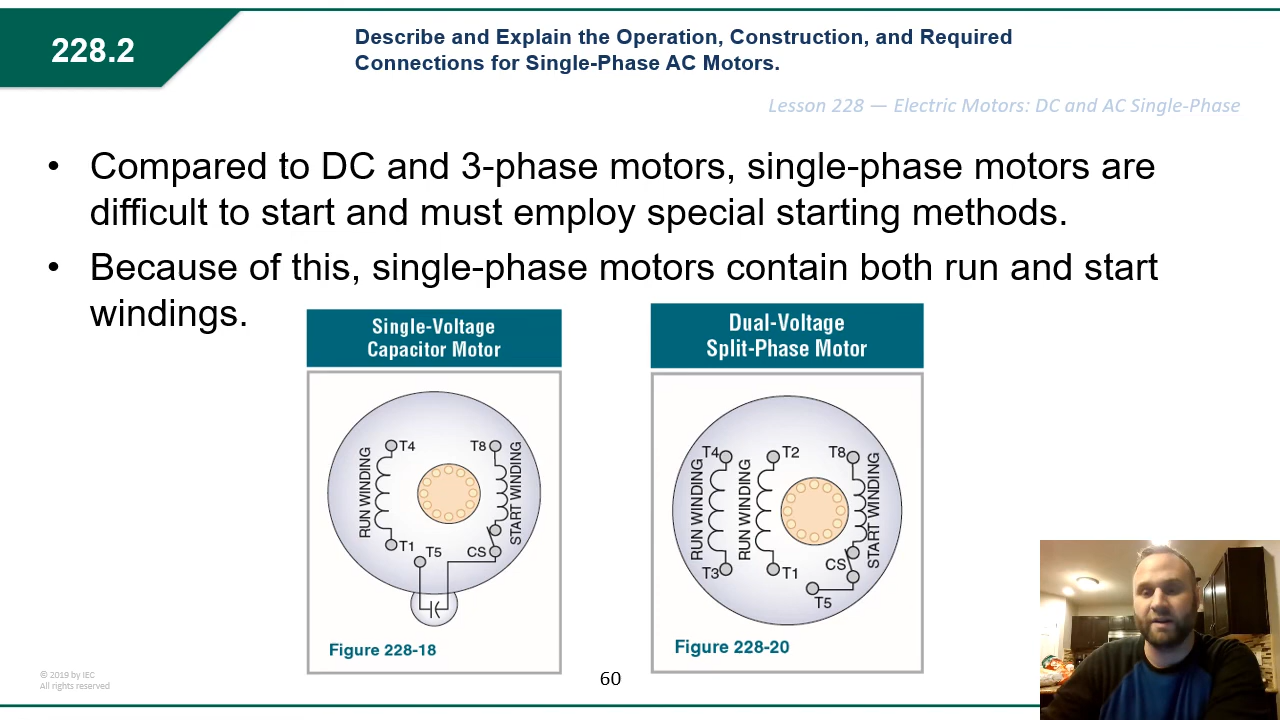 228.2
Describe and Explain the Operation, Construction, and Required
Connections for Single-Phase AC Motors.
Lesson 228 — Electric Motors: DC and AC Single-Phase
• Compared to DC and 3-phase motors, single-phase motors are
difficult to start and must employ special starting methods.
• Because of this, single-phase motors contain both run and start
windings.
Single-Voltage
Capacitor Motor
T4
T8
RUN WINDING
START WINDING
T1
T5
CS
Figure 228-18
Dual-Voltage
Split-Phase Motor
T4
T2
T8
RUN WINDING
RUN WINDING
START WINDING
T3
T1
CS
T5
Figure 228-20
© 2019 by IEC
All rights reserved
60